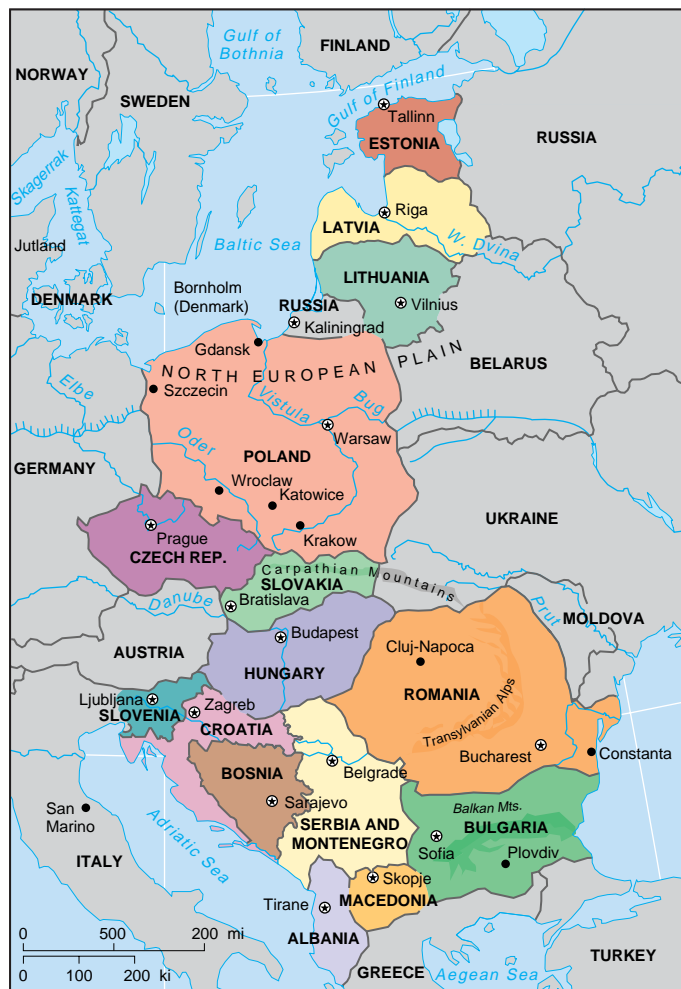 Gulf of
Bothnia
FINLAND
NORWAY
SWEDEN
Gulf of Finland
Tallinn
ESTONIA
RUSSIA
Skagerrak
Kattegat
Riga
LATVIA
W. Dvina
Jutland
Baltic Sea
LITHUANIA
Bornholm
(Denmark)
DENMARK
RUSSIA
Vilnius
Kaliningrad
Gdansk
NORTH EUROPEAN PLAIN
BELARUS
Elbe
Szczecin
Vistula
Bug
Warsaw
Oder
POLAND
GERMANY
Wroclaw
Katowice
UKRAINE
Prague
Krakow
CZECH REP.
Carpathian Mountains
SLOVAKIA
Danube
Bratislava
Prut
MOLDOVA
Budapest
AUSTRIA
Cluj-Napoca
HUNGARY
ROMANIA
Ljubljana
Zagreb
SLOVENIA
CROATIA
Transylvanian Alps
Bucharest
Constanta
BOSNIA
Belgrade
San
Marino
Sarajevo
Balkan Mts.
SERBIA AND
MONTENEGRO
BULGARIA
Adriatic Sea
Sofia
Plovdiv
ITALY
Skopje
MACEDONIA
Tirane
ALBANIA
0 500 200 mi
0 100 200 ki
GREECE
Aegean Sea
TURKEY